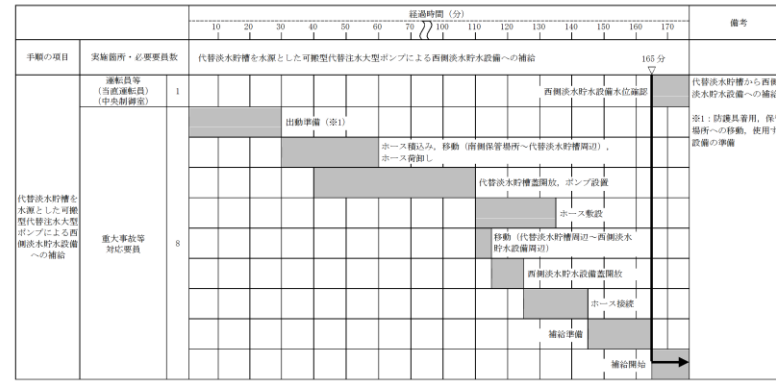 経過時間（分）
備考
10 20 30 40 50 60 70 110 120 130 140 150 160 170
手順の項目
実施箇所・必要要員数
代替淡水貯槽を水源とした可搬型代替注水大型ポンプによる西側淡水貯水設備への補給
165 分
▽
運転員等
（当直運転員）
（中央制御室）
1
西側淡水貯水設備水位確認
代替淡水貯槽から西側
淡水貯水設備への補給
※1：防護具着用，保管
場所への移動，使用す
設備の準備
代替淡水貯槽を
水源とした可搬
型代替注水大型
ポンプによる西
側淡水貯水設備
への補給
重大事故等
対応要員
8
出動準備（※1）
ホース積込み，移動（南側保管場所～代替淡水貯槽周辺），
ホース荷卸し
代替淡水貯槽蓋開放，ポンプ設置
ホース敷設
移動（代替淡水貯槽周辺～西側淡水
貯水設備周辺）
西側淡水貯水設備蓋開放
ホース接続
補給準備
補給開始